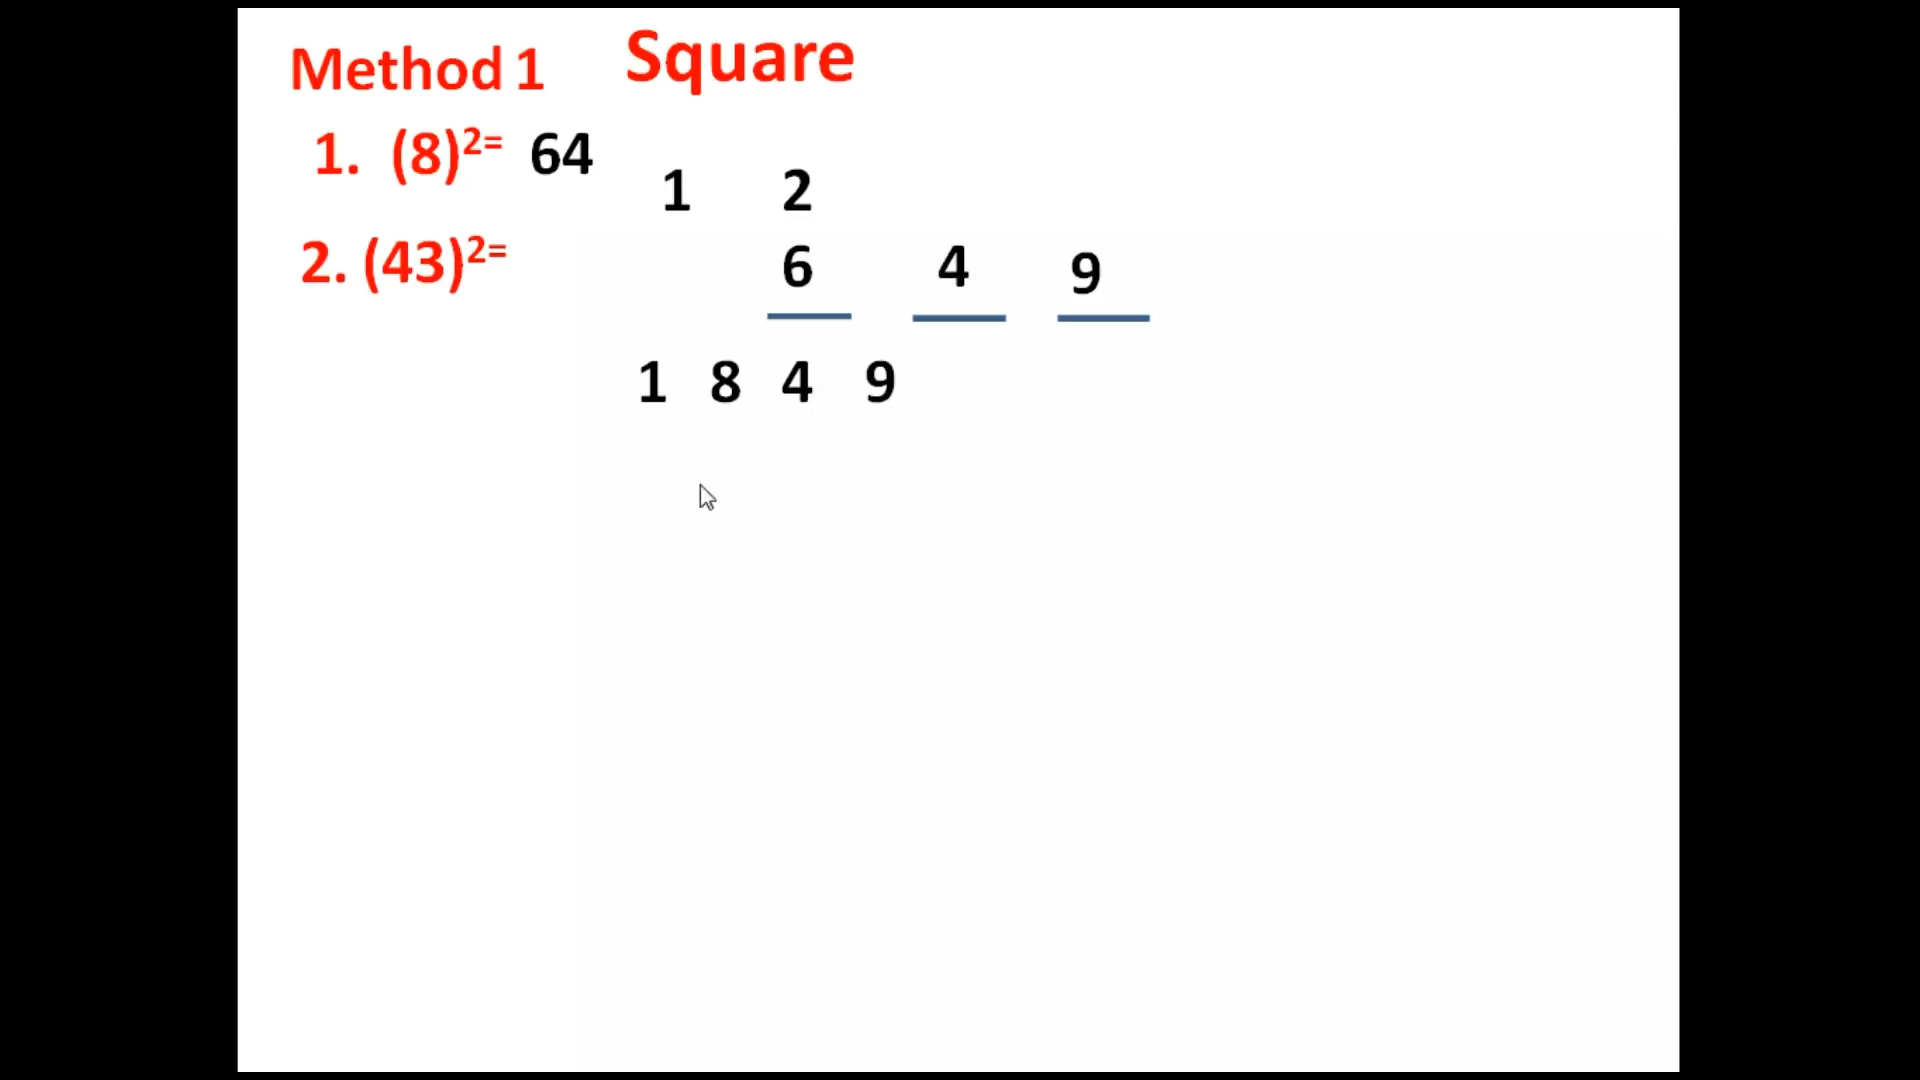 Method 1 Square
1. (8)²⁼ 64
1 2
2. (43)²⁼ 6 4 9
1 8 4 9